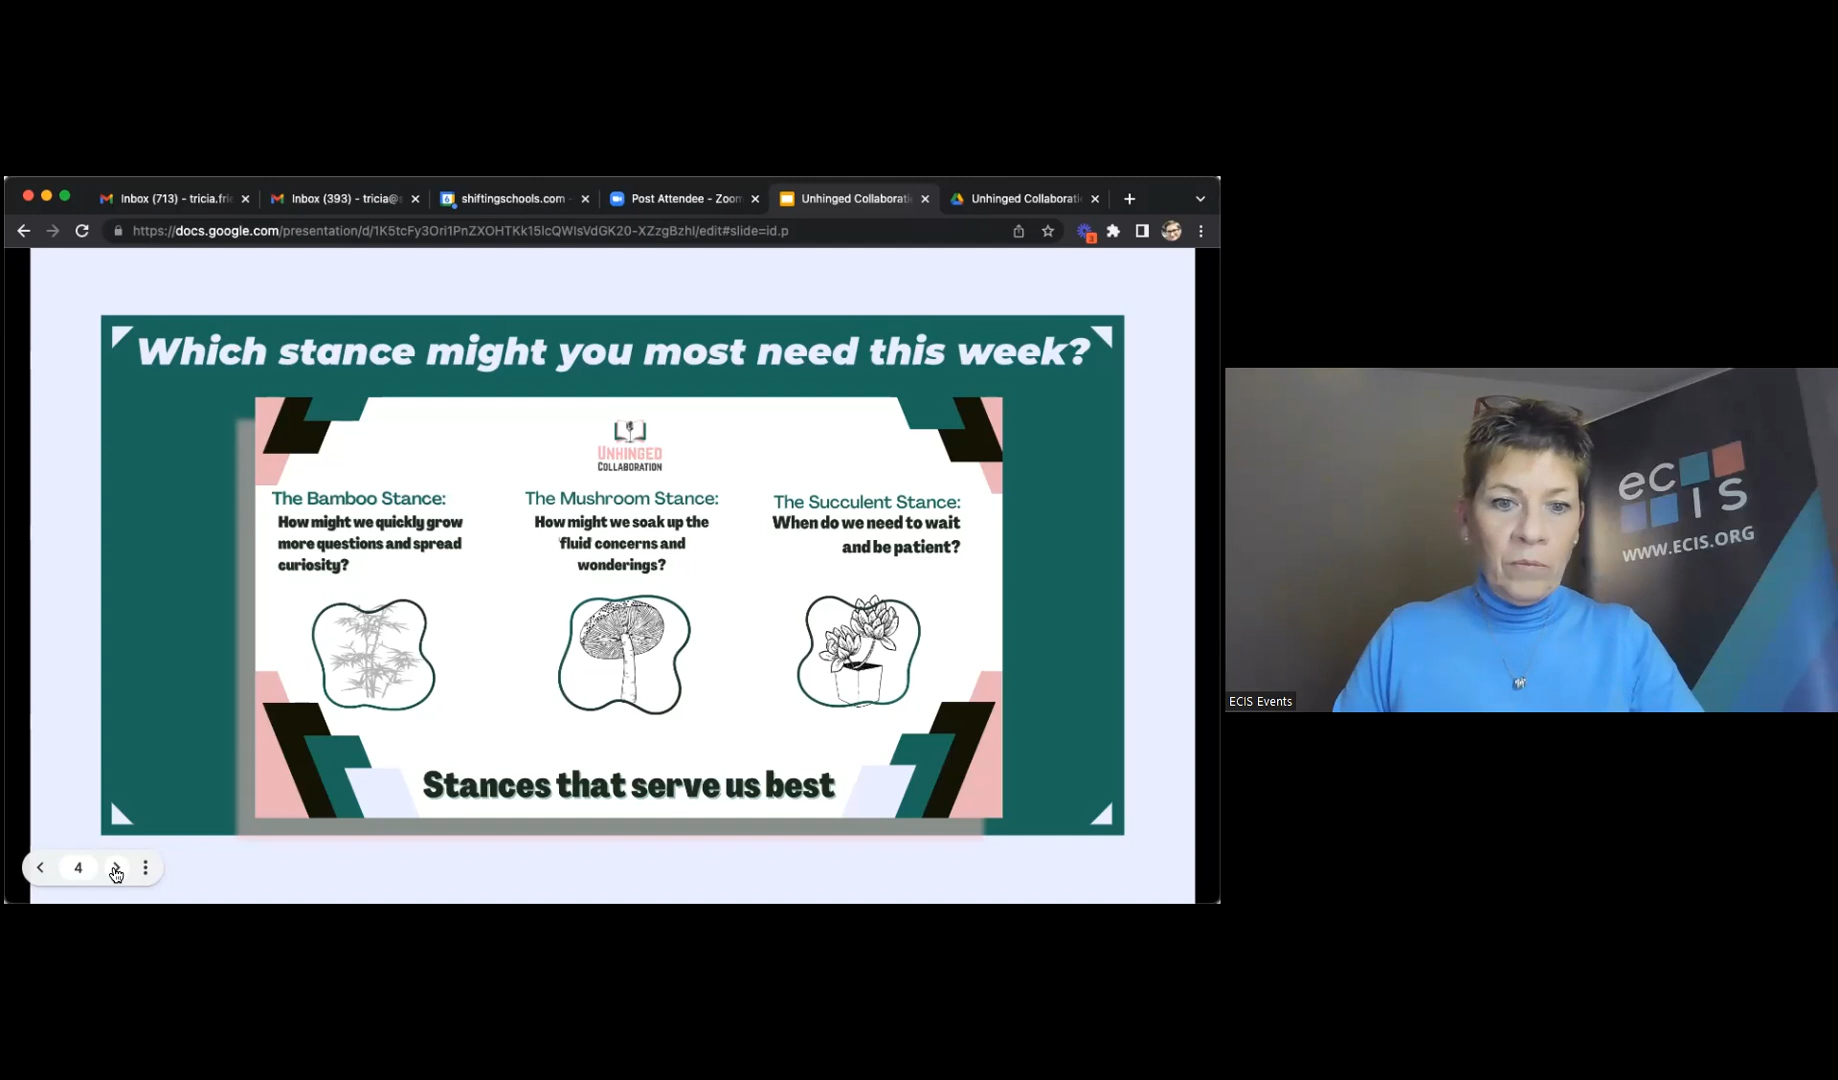 Inbox (713) - tricia.fri
Inbox (393) - tricia@s
shiftingschools.com -
Post Attendee - Zoom
Unhinged Collaborati
Unhinged Collaborati
https://docs.google.com/presentation/d/1K5tcFy3Ori1PnZXOHTKk15lcQWIsVdGK20-XZzgBzhI/edit#slide=id.p
Which stance might you most need this week?
UNHINGED
COLLABORATION
The Bamboo Stance:
How might we quickly grow
more questions and spread
curiosity?
The Mushroom Stance:
How might we soak up the
'fluid' concerns and
wonderings?
The Succulent Stance:
When do we need to wait
and be patient?
Stances that serve us best
4
ec
IS
WWW.ECIS.ORG
ECIS Events